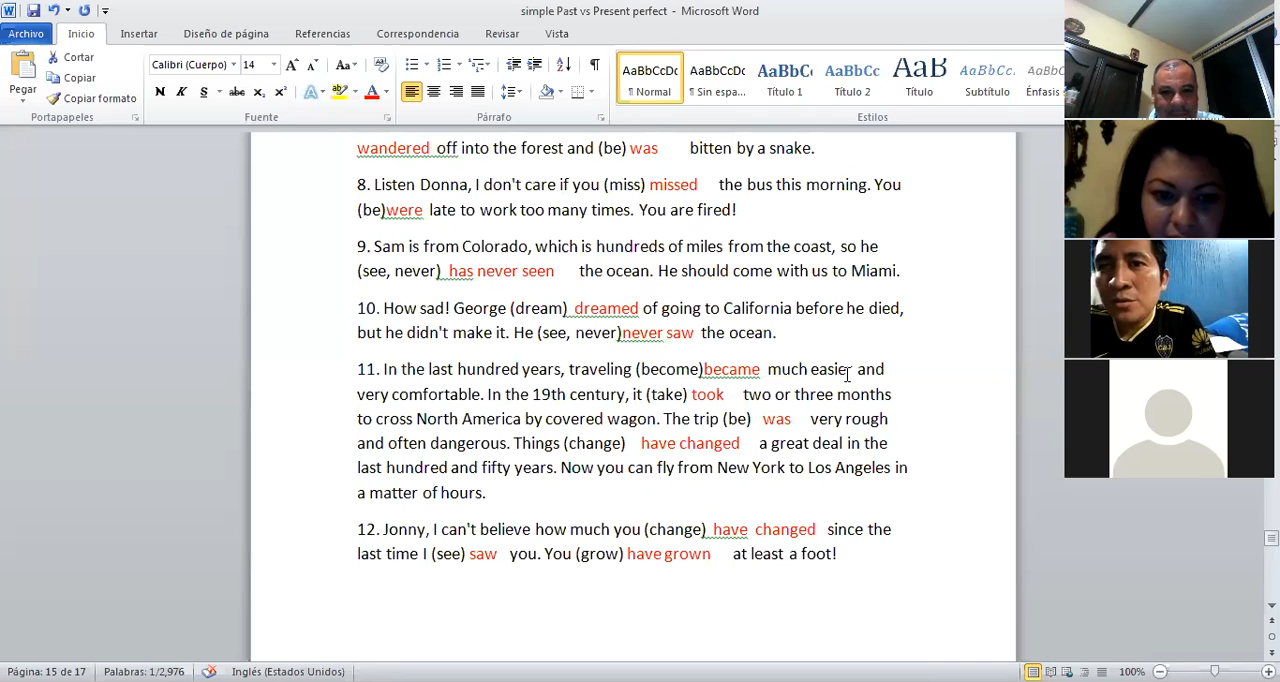 simple Past vs Present perfect - Microsoft Word
Archivo Inicio Insertar Diseño de página Referencias Correspondencia Revisar Vista
Pegar
Cortar
Copiar
Copiar formato
Portapapeles
Calibri (Cuerpo) 14
Fuente
Párrafo
AaBbCcDc AaBbCcDc AaBbC AaBbCc AaB AaBbCc. AaBbCc
¶ Normal ¶ Sin espa... Título 1 Título 2 Título Subtítulo Énfasis
Estilos
wandered off into the forest and (be) was bitten by a snake.
8. Listen Donna, I don't care if you (miss) missed the bus this morning. You
(be)were late to work too many times. You are fired!
9. Sam is from Colorado, which is hundreds of miles from the coast, so he
(see, never) has never seen the ocean. He should come with us to Miami.
10. How sad! George (dream) dreamed of going to California before he died,
but he didn't make it. He (see, never)never saw the ocean.
11. In the last hundred years, traveling (become)became much easier and
very comfortable. In the 19th century, it (take) took two or three months
to cross North America by covered wagon. The trip (be) was very rough
and often dangerous. Things (change) have changed a great deal in the
last hundred and fifty years. Now you can fly from New York to Los Angeles in
a matter of hours.
12. Jonny, I can't believe how much you (change) have changed since the
last time I (see) saw you. You (grow) have grown at least a foot!
Página: 15 de 17 Palabras: 1/2,976 Inglés (Estados Unidos) 100%